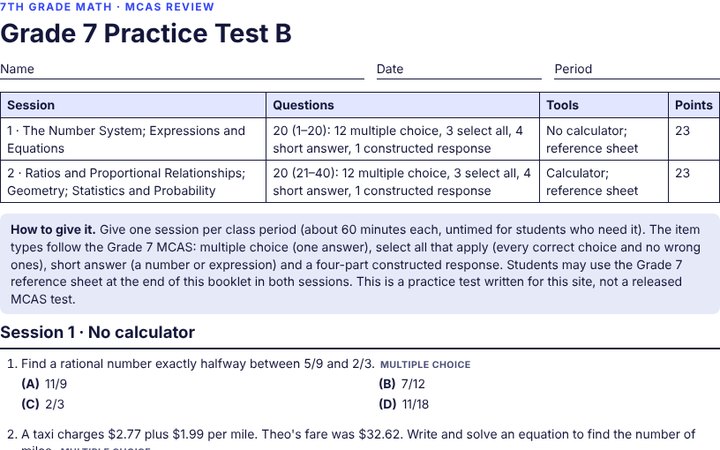 7TH GRADE MATH · MCAS REVIEW
Grade 7 Practice Test B
Name Date Period
Session Questions Tools Points
1 · The Number System; Expressions and Equations 20 (1–20): 12 multiple choice, 3 select all, 4 short answer, 1 constructed response No calculator; reference sheet 23
2 · Ratios and Proportional Relationships; Geometry; Statistics and Probability 20 (21–40): 12 multiple choice, 3 select all, 4 short answer, 1 constructed response Calculator; reference sheet 23
How to give it. Give one session per class period (about 60 minutes each, untimed for students who need it). The item
types follow the Grade 7 MCAS: multiple choice (one answer), select all that apply (every correct choice and no wrong
ones), short answer (a number or expression) and a four-part constructed response. Students may use the Grade 7
reference sheet at the end of this booklet in both sessions. This is a practice test written for this site, not a released
MCAS test.
Session 1 · No calculator
1. Find a rational number exactly halfway between 5/9 and 2/3. MULTIPLE CHOICE
(A) 11/9 (B) 7/12
(C) 2/3 (D) 11/18
2. A taxi charges $2.77 plus $1.99 per mile. Theo's fare was $32.62. Write and solve an equation to find the number of